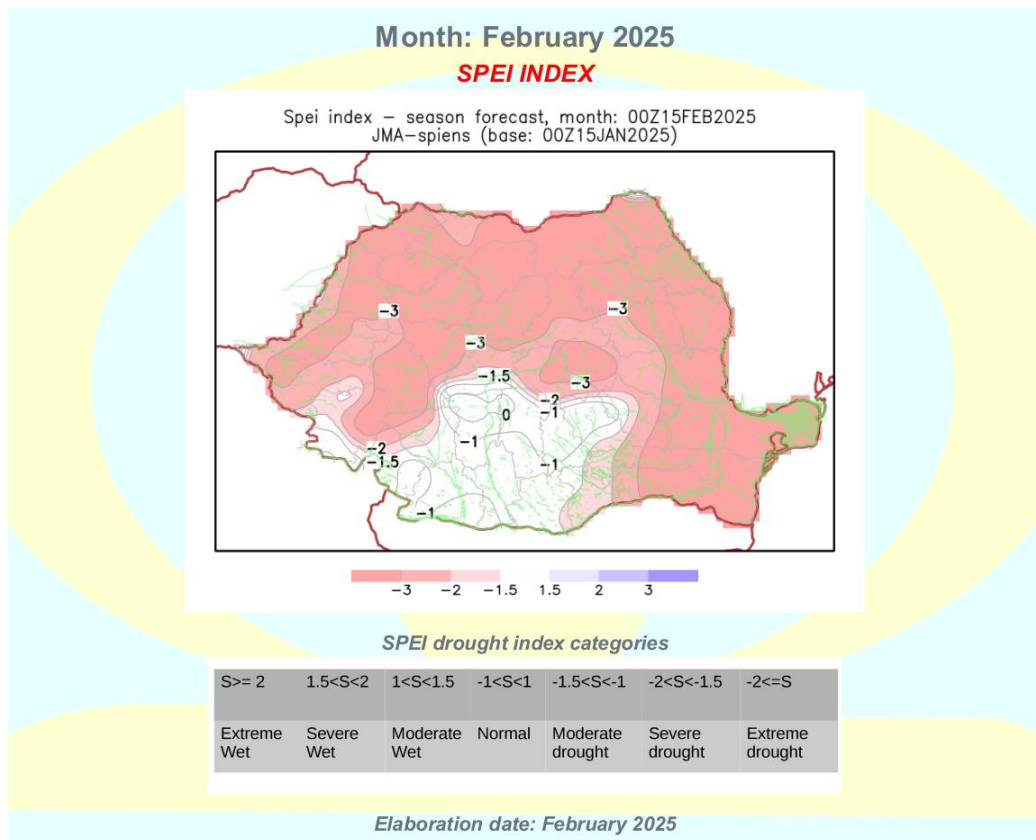 Month: February 2025
SPEI INDEX
Spei index – season forecast, month: 00Z15FEB2025
JMA–spiens (base: 00Z15JAN2025)
−3
−3
−3
−1.5
−3
−2
−1
0
−1
−2
−1.5
−1
−1
−3 −2 −1.5 1.5 2 3
SPEI drought index categories
S>= 2 1.5<S<2 1<S<1.5 -1<S<1 -1.5<S<-1 -2<S<-1.5 -2<=S
Extreme Severe Moderate Normal Moderate Severe Extreme
Wet Wet Wet drought drought drought
Elaboration date: February 2025